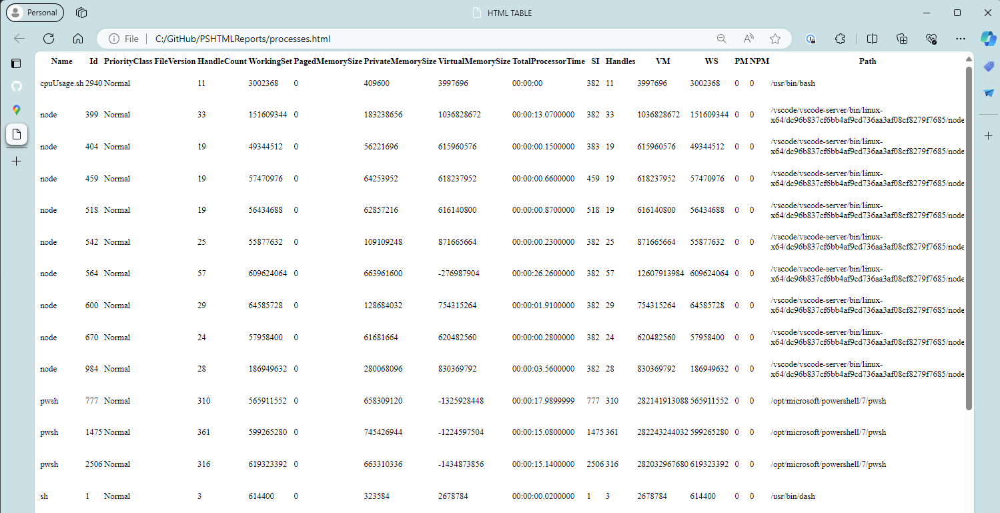 Personal
HTML TABLE
File C:/GitHub/PSHTMLReports/processes.html
Name Id PriorityClass FileVersion HandleCount WorkingSet PagedMemorySize PrivateMemorySize VirtualMemorySize TotalProcessorTime SI Handles VM WS PM NPM Path
cpuUsage.sh 2940 Normal 11 3002368 0 409600 3997696 00:00:00 382 11 3997696 3002368 0 0 /usr/bin/bash
node 399 Normal 33 151609344 0 183238656 1036828672 00:00:13.0700000 382 33 1036828672 151609344 0 0 /vscode/vscode-server/bin/linux-
x64/dc96b837cf6bb4af9cd736aa3af08cf8279f7685/node
node 404 Normal 19 49344512 0 56221696 615960576 00:00:00.1500000 383 19 615960576 49344512 0 0 /vscode/vscode-server/bin/linux-
x64/dc96b837cf6bb4af9cd736aa3af08cf8279f7685/node
node 459 Normal 19 57470976 0 64253952 618237952 00:00:00.6600000 459 19 618237952 57470976 0 0 /vscode/vscode-server/bin/linux-
x64/dc96b837cf6bb4af9cd736aa3af08cf8279f7685/node
node 518 Normal 19 56434688 0 62857216 616140800 00:00:00.8700000 518 19 616140800 56434688 0 0 /vscode/vscode-server/bin/linux-
x64/dc96b837cf6bb4af9cd736aa3af08cf8279f7685/node
node 542 Normal 25 55877632 0 109109248 871665664 00:00:00.2300000 382 25 871665664 55877632 0 0 /vscode/vscode-server/bin/linux-
x64/dc96b837cf6bb4af9cd736aa3af08cf8279f7685/node
node 564 Normal 57 609624064 0 663961600 -276987904 00:00:26.2600000 382 57 12607913984 609624064 0 0 /vscode/vscode-server/bin/linux-
x64/dc96b837cf6bb4af9cd736aa3af08cf8279f7685/node
node 600 Normal 29 64585728 0 128684032 754315264 00:00:01.9100000 382 29 754315264 64585728 0 0 /vscode/vscode-server/bin/linux-
x64/dc96b837cf6bb4af9cd736aa3af08cf8279f7685/node
node 670 Normal 24 57958400 0 61681664 620482560 00:00:00.2800000 382 24 620482560 57958400 0 0 /vscode/vscode-server/bin/linux-
x64/dc96b837cf6bb4af9cd736aa3af08cf8279f7685/node
node 984 Normal 28 186949632 0 280068096 830369792 00:00:03.5600000 382 28 830369792 186949632 0 0 /vscode/vscode-server/bin/linux-
x64/dc96b837cf6bb4af9cd736aa3af08cf8279f7685/node
pwsh 777 Normal 310 565911552 0 658309120 -1325928448 00:00:17.9899999 777 310 282141913088 565911552 0 0 /opt/microsoft/powershell/7/pwsh
pwsh 1475 Normal 361 599265280 0 745426944 -1224597504 00:00:15.0800000 1475 361 282243244032 599265280 0 0 /opt/microsoft/powershell/7/pwsh
pwsh 2506 Normal 316 619323392 0 663310336 -1434873856 00:00:15.1400000 2506 316 282032967680 619323392 0 0 /opt/microsoft/powershell/7/pwsh
sh 1 Normal 3 614400 0 323584 2678784 00:00:00.0200000 1 3 2678784 614400 0 0 /usr/bin/dash